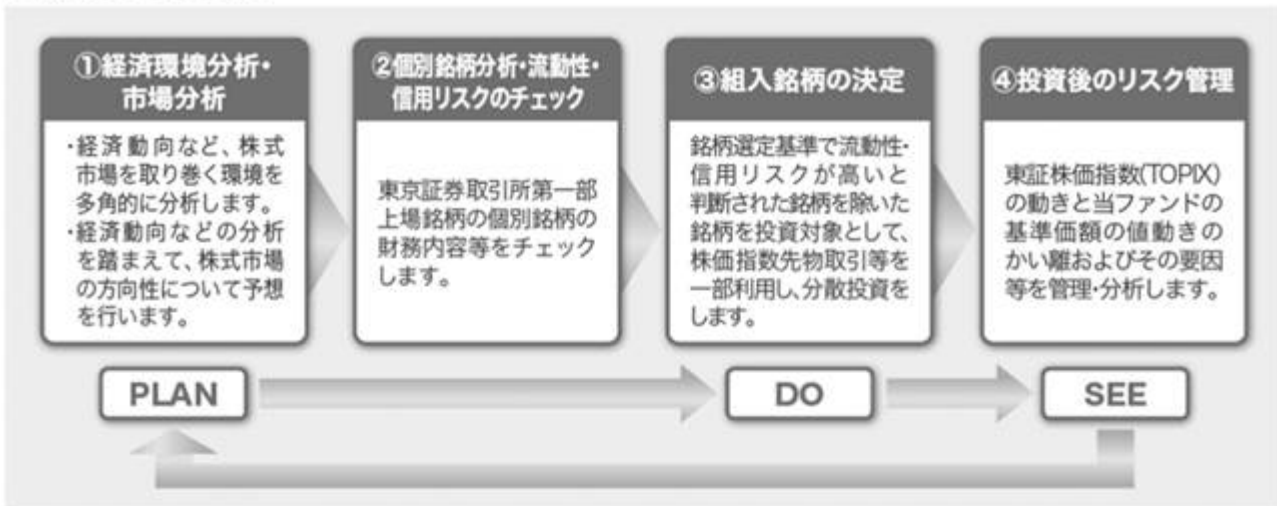 ①経済環境分析・
市場分析
・経済動向など、株式
市場を取り巻く環境を
多角的に分析します。
・経済動向などの分析
を踏まえて、株式市場
の方向性について予想
を行います。
②個別銘柄分析・流動性・
信用リスクのチェック
東京証券取引所第一部
上場銘柄の個別銘柄の
財務内容等をチェック
します。
③組入銘柄の決定
銘柄選定基準で流動性・
信用リスクが高いと
判断された銘柄を除いた
銘柄を投資対象として、
株価指数先物取引等を
一部利用し、分散投資を
します。
④投資後のリスク管理
東証株価指数(TOPIX)
の動きと当ファンドの
基準価額の値動きの
かい離およびその要因
等を管理・分析します。
PLAN
DO
SEE